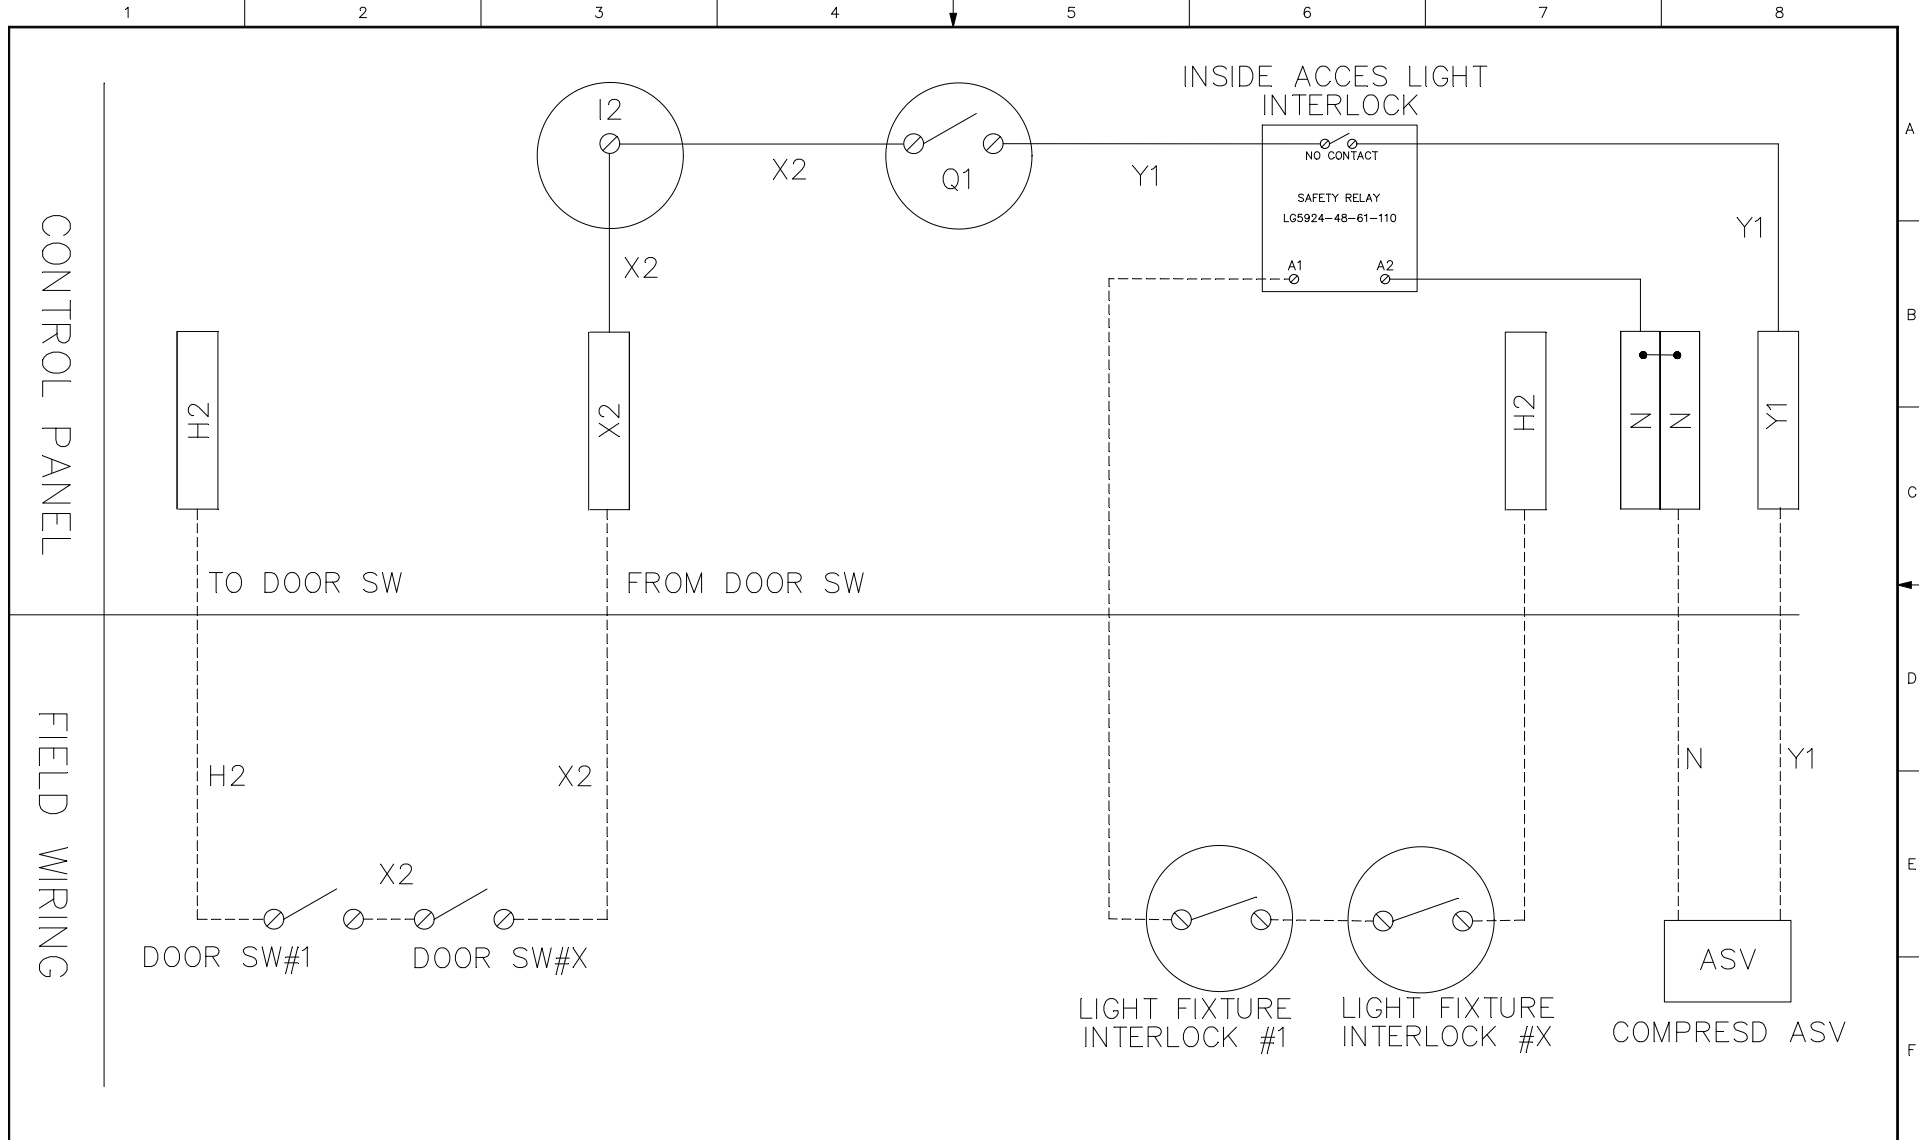 1 2 3 4 5 6 7 8
INSIDE ACCES LIGHT
INTERLOCK
I2
X2
Q1
Y1
NO CONTACT
SAFETY RELAY
LG5924-48-61-110
A1 A2
X2
Y1
A
B
C
D
E
F
CONTROL PANEL
H2
X2
H2
N
N
Y1
TO DOOR SW
FROM DOOR SW
FIELD WIRING
H2
X2
N
Y1
X2
DOOR SW#1
DOOR SW#X
LIGHT FIXTURE
INTERLOCK #1
LIGHT FIXTURE
INTERLOCK #X
ASV
COMPRESD ASV